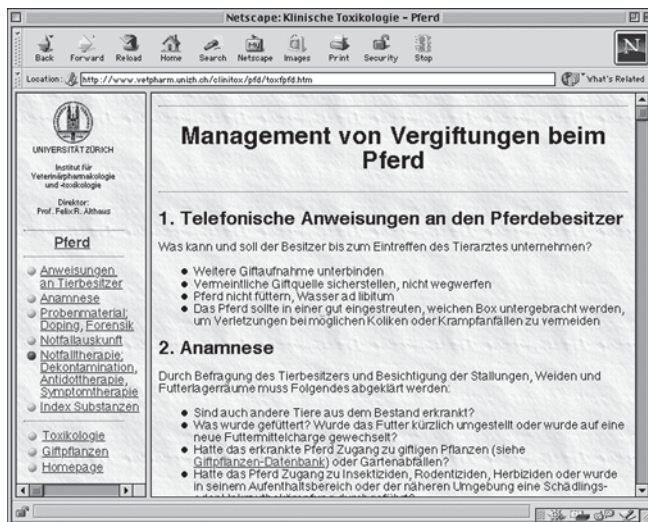 Netscape: Klinische Toxikologie – Pferd
Back Forward Reload Home Search Netscape Images Print Security Stop
N
Location: http://www.vetpharm.unizh.ch/clinitox/pfd/toxfpfd.htm What's Related
UNIVERSITÄT ZÜRICH
Institut für
Veterinärpharmakologie
und -toxikologie
Direktor:
Prof. Felix R. Althaus
Pferd
Anweisungen
an Tierbesitzer
Anamnese
Probenmaterial;
Doping, Forensik
Notfallauskunft
Notfalltherapie;
Dekontamination,
Antidottherapie,
Symptomtherapie
Index Substanzen
Toxikologie
Giftpflanzen
Homepage
Management von Vergiftungen beim
Pferd
1. Telefonische Anweisungen an den Pferdebesitzer
Was kann und soll der Besitzer bis zum Eintreffen des Tierarztes unternehmen?
Weitere Giftaufnahme unterbinden
Vermeintliche Giftquelle sicherstellen, nicht wegwerfen
Pferd nicht füttern, Wasser ad libitum
Das Pferd sollte in einer gut eingestreuten, weichen Box untergebracht werden,
um Verletzungen bei möglichen Koliken oder Krampfanfällen zu vermeiden
2. Anamnese
Durch Befragung des Tierbesitzers und Besichtigung der Stallungen, Weiden und
Futterlagerräume muss Folgendes abgeklärt werden:
Sind auch andere Tiere aus dem Bestand erkrankt?
Was wurde gefüttert? Wurde das Futter kürzlich umgestellt oder wurde auf eine
neue Futtermittelcharge gewechselt?
Hatte das erkrankte Pferd Zugang zu giftigen Pflanzen (siehe
Giftpflanzen-Datenbank) oder Gartenabfällen?
Hatte das Pferd Zugang zu Insektiziden, Rodentiziden, Herbiziden oder wurde
in seinem Aufenthaltsbereich oder der näheren Umgebung eine Schädlings-
oder Unkrautbekämpfung durchgeführt?